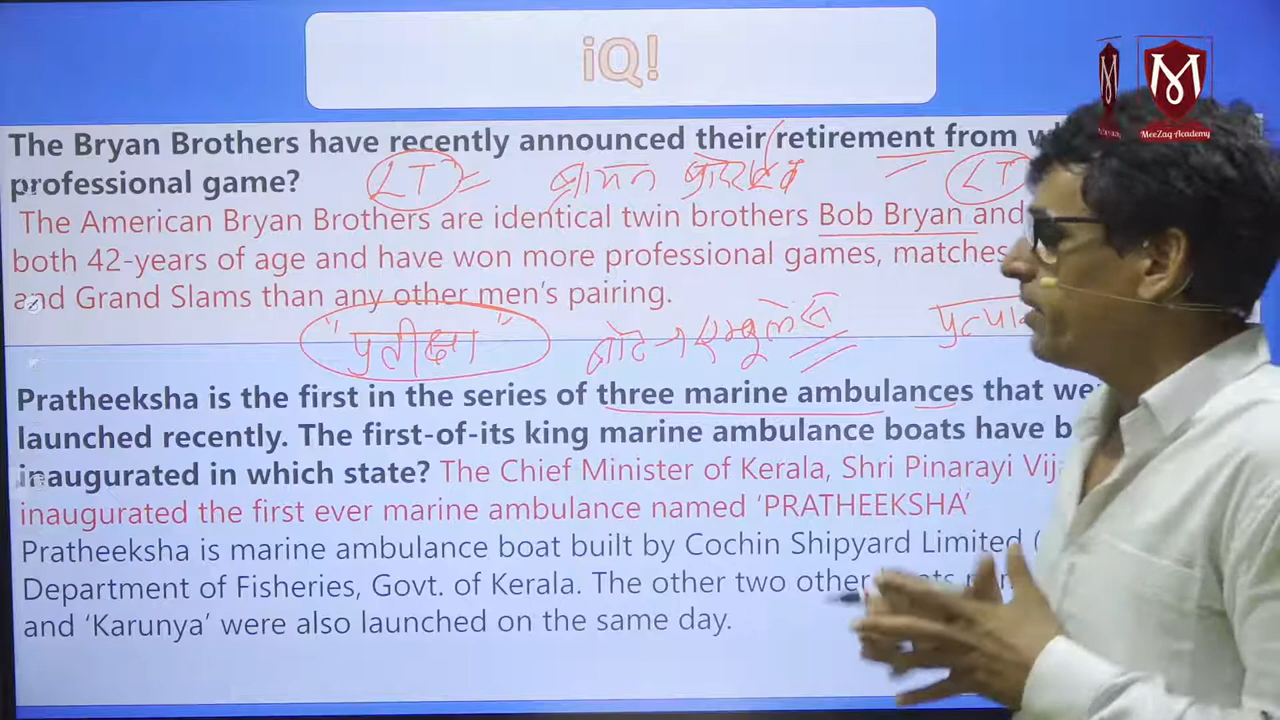 iQ!
MeeZaq Academy
The Bryan Brothers have recently announced their retirement from
professional game?
LT
LT
The American Bryan Brothers are identical twin brothers Bob Bryan and
both 42-years of age and have won more professional games, matches
and Grand Slams than any other men's pairing.
"प्रतीक्षा"
Pratheeksha is the first in the series of three marine ambulances that
launched recently. The first-of-its king marine ambulance boats have
inaugurated in which state? The Chief Minister of Kerala, Shri Pinarayi
inaugurated the first ever marine ambulance named ‘PRATHEEKSHA’
Pratheeksha is marine ambulance boat built by Cochin Shipyard Limited (
Department of Fisheries, Govt. of Kerala. The other two other
and ‘Karunya’ were also launched on the same day.